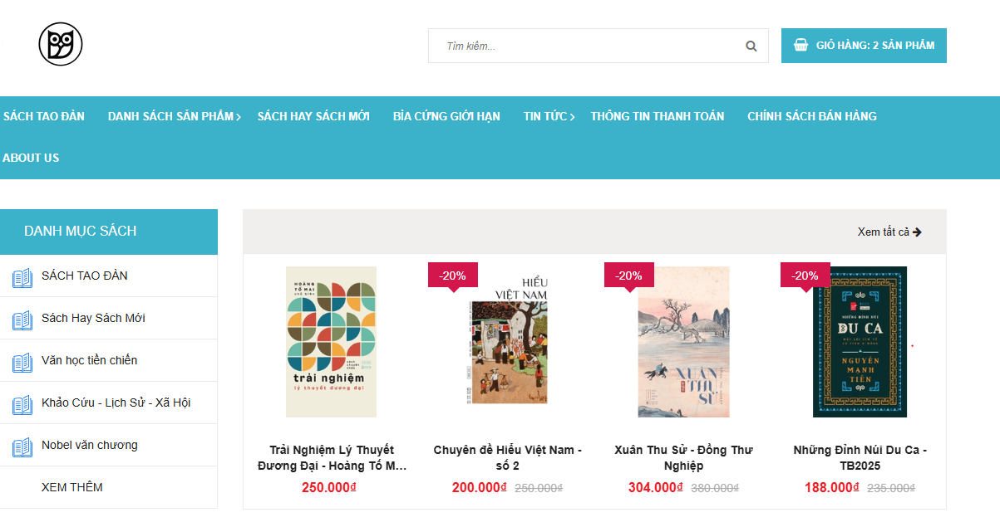 Tìm kiếm...
GIỎ HÀNG: 2 SẢN PHẨM
SÁCH TAO ĐÀN
DANH SÁCH SẢN PHẨM
SÁCH HAY SÁCH MỚI
BÌA CỨNG GIỚI HẠN
TIN TỨC
THÔNG TIN THANH TOÁN
CHÍNH SÁCH BÁN HÀNG
ABOUT US
DANH MỤC SÁCH
SÁCH TAO ĐÀN
Sách Hay Sách Mới
Văn học tiền chiến
Khảo Cứu - Lịch Sử - Xã Hội
Nobel văn chương
XEM THÊM
Xem tất cả
HOÀNG
TỐ MAI
chủ biên
trải nghiệm
lý thuyết đương đại
Trải Nghiệm Lý Thuyết
Đương Đại - Hoàng Tố M...
250.000₫
-20%
HIỂU
VIỆT NAM
Chuyên đề Hiểu Việt Nam -
số 2
200.000₫ 250.000₫
-20%
XUÂN
THU
SỬ
Xuân Thu Sử - Đồng Thư
Nghiệp
304.000₫ 380.000₫
-20%
NHỮNG ĐỈNH NÚI
DU CA
NGUYỄN
MẠNH
TIẾN
Những Đỉnh Núi Du Ca -
TB2025
188.000₫ 235.000₫